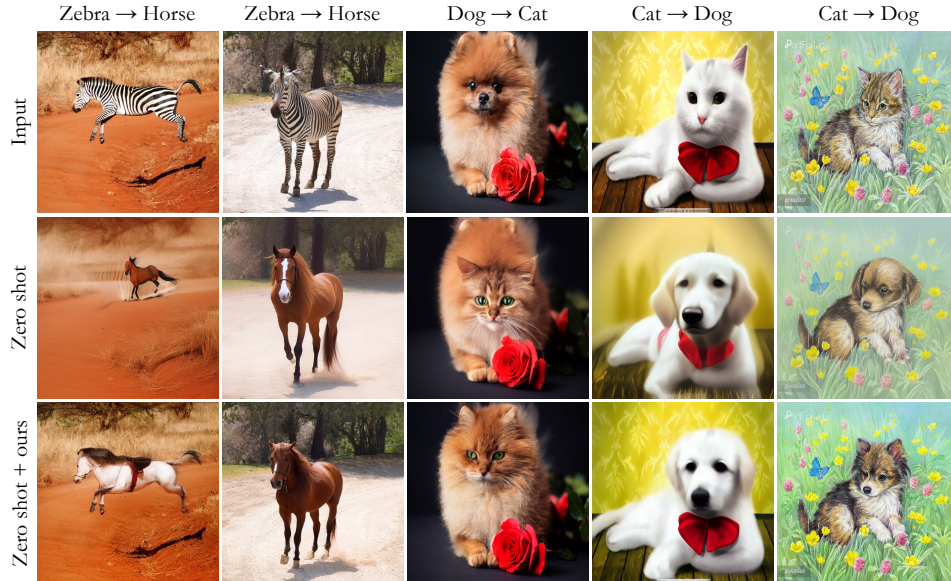 Zebra → Horse
Zebra → Horse
Dog → Cat
Cat → Dog
Cat → Dog
Input
Zero shot
Zero shot + ours